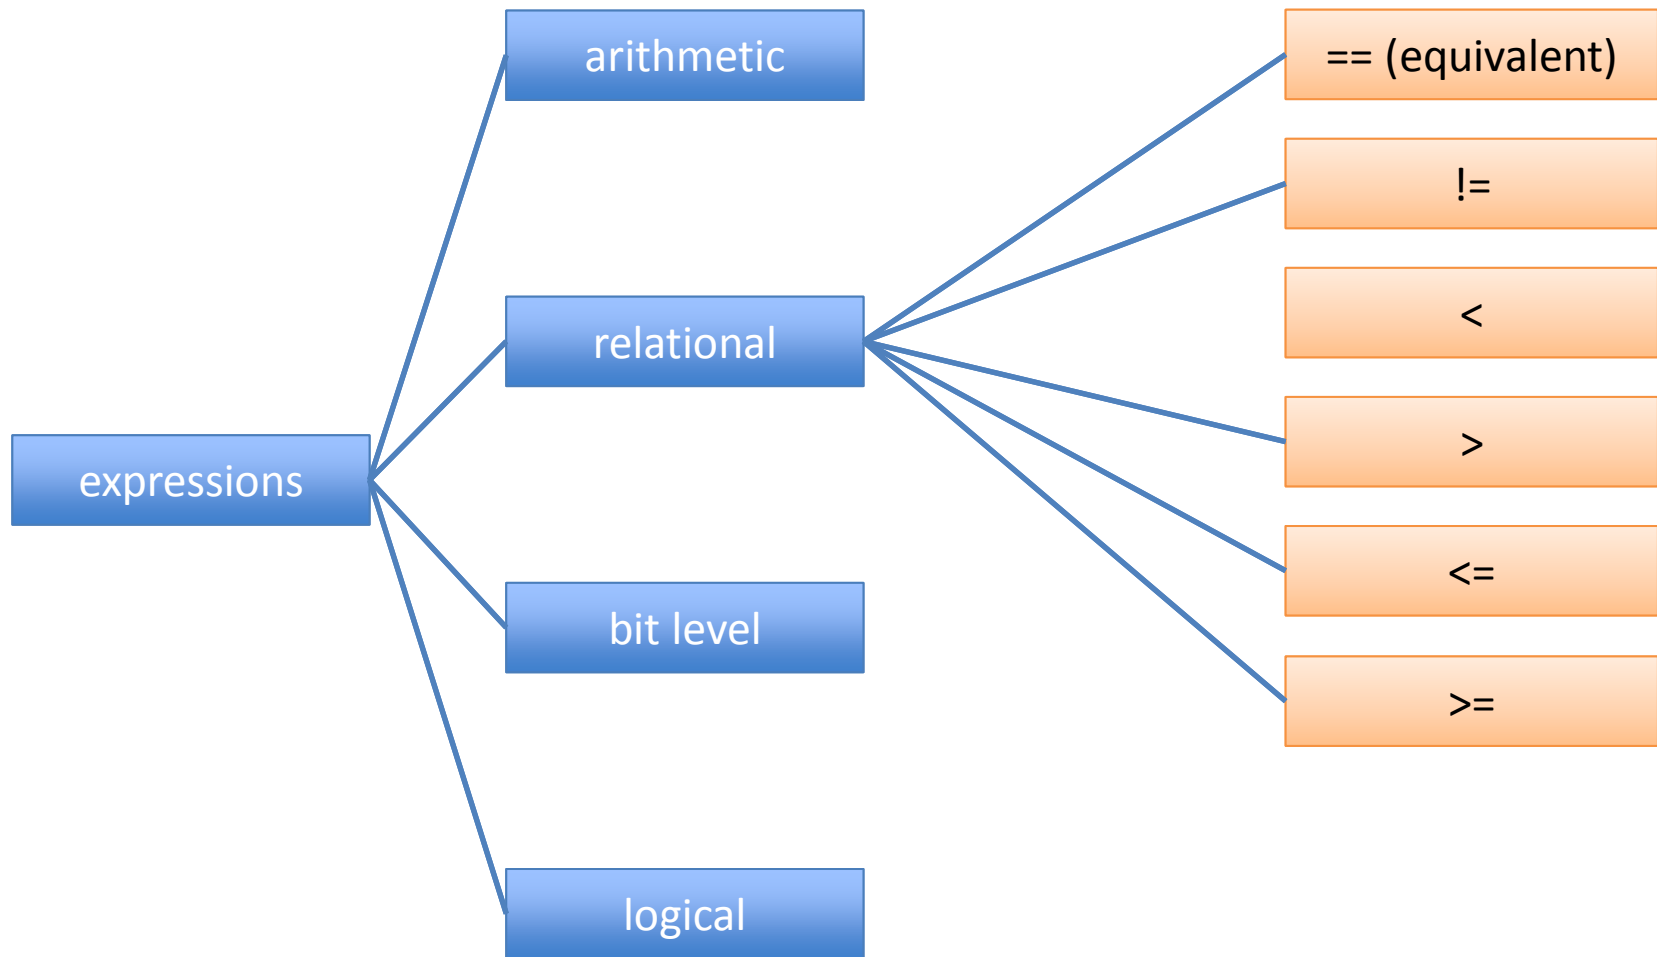 expressions
arithmetic
relational
bit level
logical
== (equivalent)
!=
<
>
<=
>=